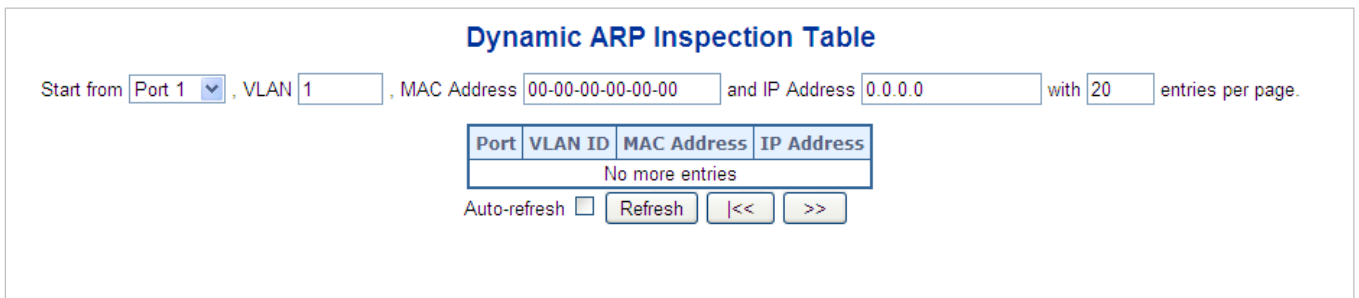 Dynamic ARP Inspection Table
Start from Port 1 , VLAN 1 , MAC Address 00-00-00-00-00-00 and IP Address 0.0.0.0 with 20 entries per page.
Port VLAN ID MAC Address IP Address
No more entries
Auto-refresh Refresh |<< >>